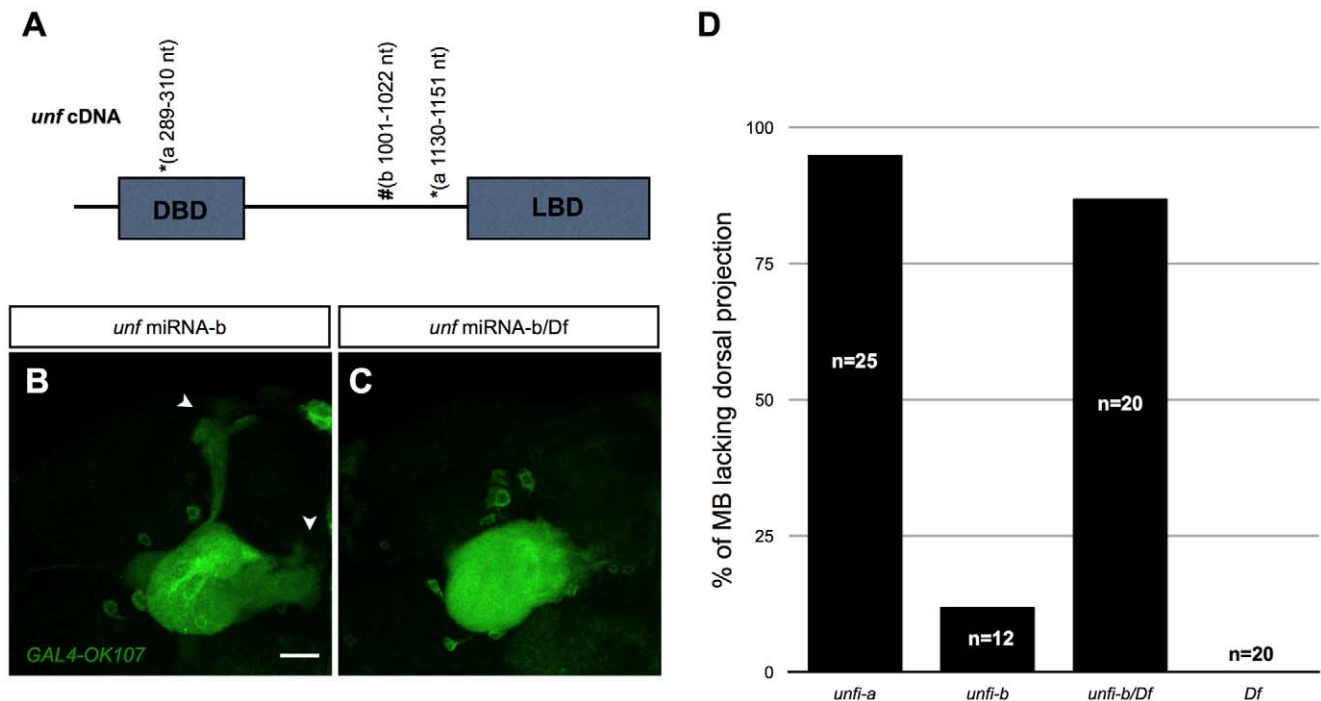 A
unf cDNA
*(a 289-310 nt)
#(b 1001-1022 nt)
*(a 1130-1151 nt)
DBD
LBD
unf miRNA-b
unf miRNA-b/Df
B
C
GAL4-OK107
D
% of MB lacking dorsal projection
100
75
50
25
0
n=25
n=12
n=20
n=20
unfi-a
unfi-b
unfi-b/Df
Df